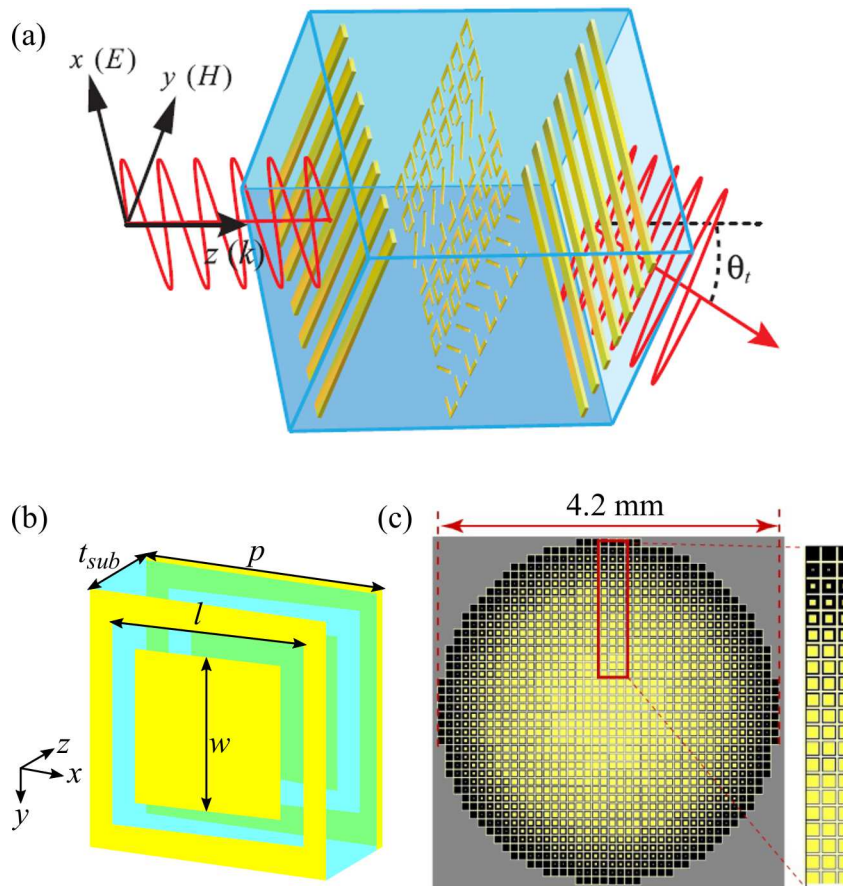 (a)
x (E)
y (H)
z (k)
θt
(b)
(c)
4.2 mm
tsub
p
l
w
z
x
y